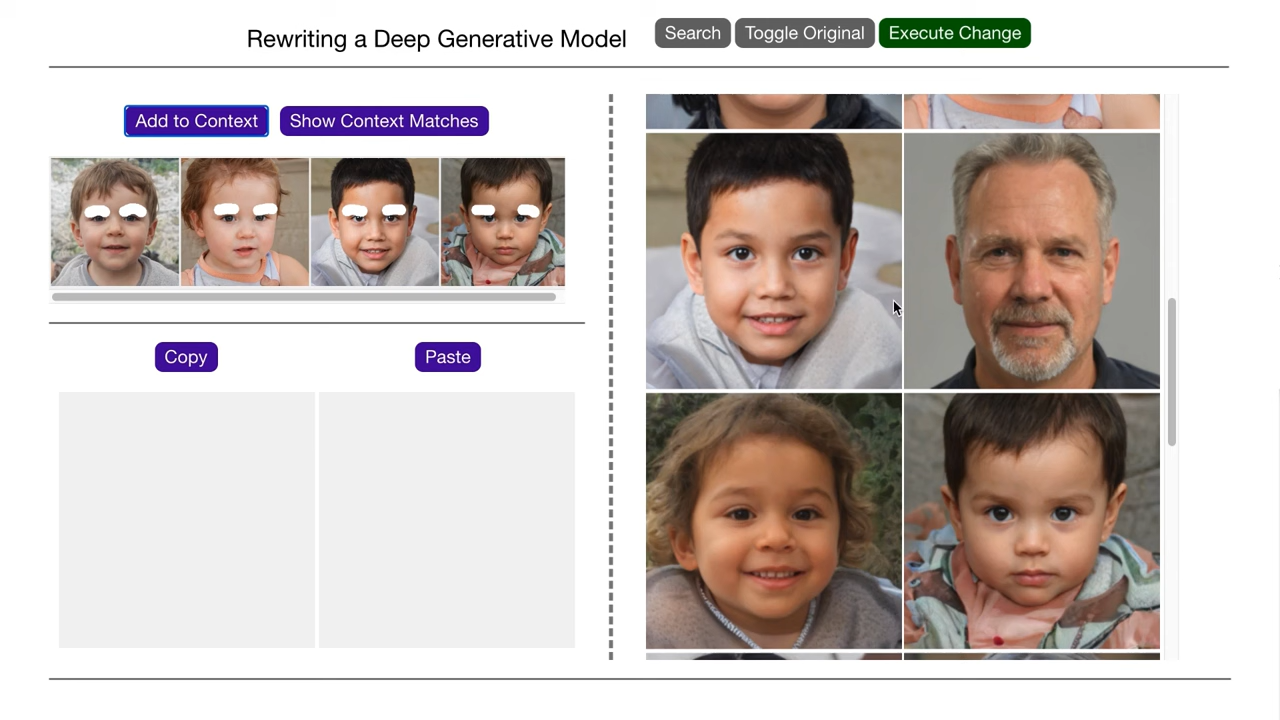 Rewriting a Deep Generative Model
Search
Toggle Original
Execute Change
Add to Context
Show Context Matches
Copy
Paste